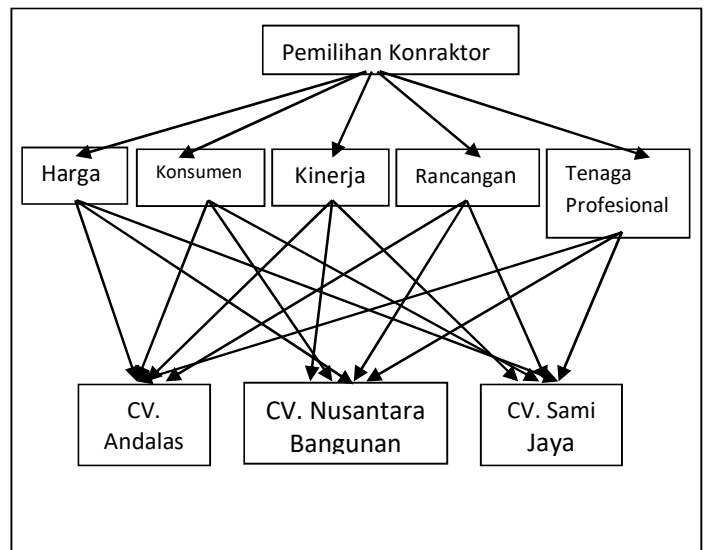 Pemilihan Konraktor
Harga
Konsumen
Kinerja
Rancangan
Tenaga
Profesional
CV.
Andalas
CV. Nusantara
Bangunan
CV. Sami
Jaya